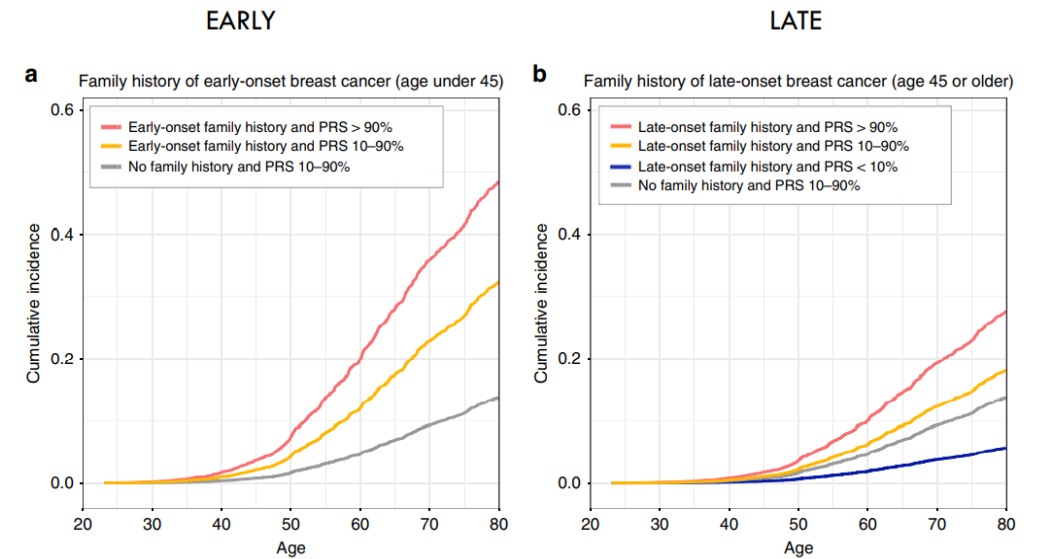 EARLY
LATE
a
Family history of early-onset breast cancer (age under 45)
0.6
Early-onset family history and PRS > 90%
Early-onset family history and PRS 10–90%
No family history and PRS 10–90%
0.4
0.2
0.0
Cumulative incidence
20 30 40 50 60 70 80
Age
b
Family history of late-onset breast cancer (age 45 or older)
0.6
Late-onset family history and PRS > 90%
Late-onset family history and PRS 10–90%
Late-onset family history and PRS < 10%
No family history and PRS 10–90%
0.4
0.2
0.0
Cumulative incidence
20 30 40 50 60 70 80
Age